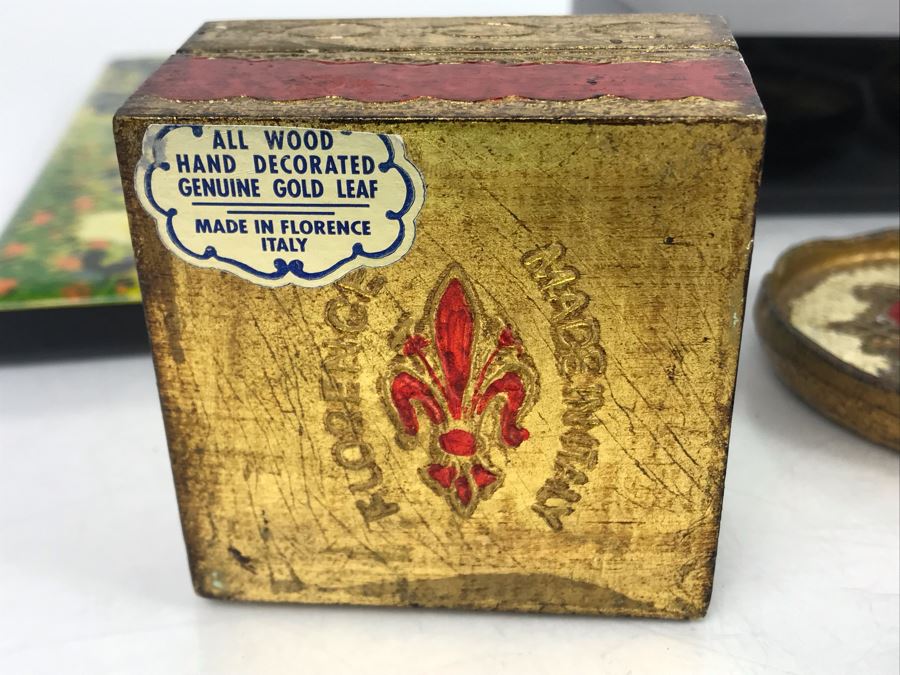 ALL WOOD
HAND DECORATED
GENUINE GOLD LEAF
MADE IN FLORENCE
ITALY
FLORENCE
MADE IN ITALY